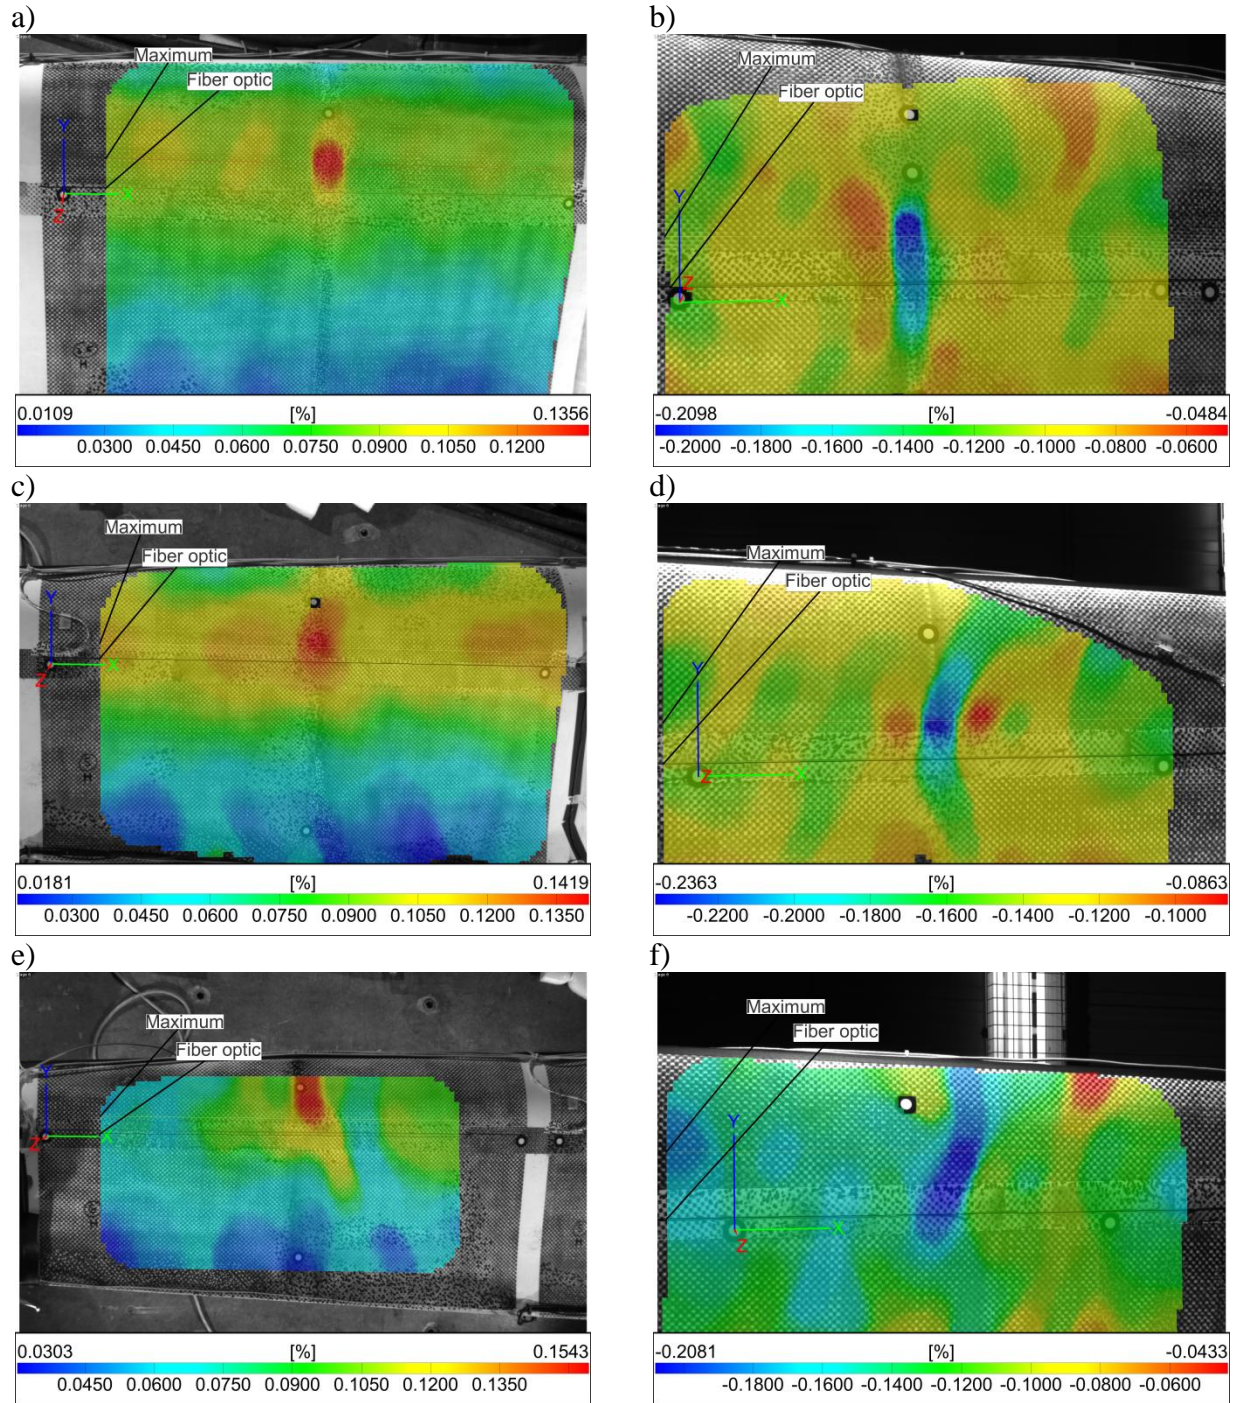 a)
Maximum
Fiber optic
Y
X
Z
0.0109 [%] 0.1356
0.0300 0.0450 0.0600 0.0750 0.0900 0.1050 0.1200
b)
Maximum
Fiber optic
Y
Z
X
-0.2098 [%] -0.0484
-0.2000 -0.1800 -0.1600 -0.1400 -0.1200 -0.1000 -0.0800 -0.0600
c)
Maximum
Fiber optic
Y
X
Z
H
0.0181 [%] 0.1419
0.0300 0.0450 0.0600 0.0750 0.0900 0.1050 0.1200 0.1350
d)
Maximum
Fiber optic
Y
X
Z
-0.2363 [%] -0.0863
-0.2200 -0.2000 -0.1800 -0.1600 -0.1400 -0.1200 -0.1000
e)
Maximum
Fiber optic
Y
X
Z
0.0303 [%] 0.1543
0.0450 0.0600 0.0750 0.0900 0.1050 0.1200 0.1350
f)
Maximum
Fiber optic
Y
X
Z
-0.2081 [%] -0.0433
-0.1800 -0.1600 -0.1400 -0.1200 -0.1000 -0.0800 -0.0600